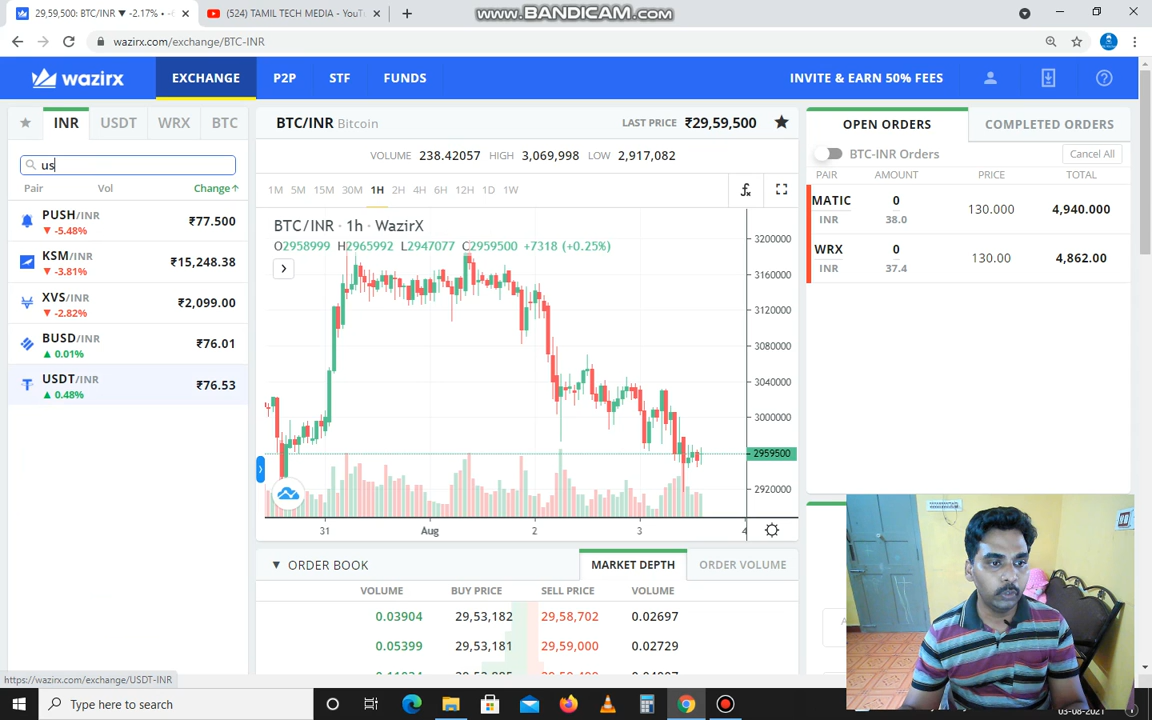 29,59,500: BTC/INR ▼ -2.17% •
(524) TAMIL TECH MEDIA - YouT
www.BANDICAM.com
wazirx.com/exchange/BTC-INR
wazirx
EXCHANGE
P2P
STF
FUNDS
INVITE & EARN 50% FEES
INR
USDT
WRX
BTC
us
Pair Vol Change↑
PUSH/INR ₹77.500
▼ -5.48%
KSM/INR ₹15,248.38
▼ -3.81%
XVS/INR ₹2,099.00
▼ -2.82%
BUSD/INR ₹76.01
▲ 0.01%
USDT/INR ₹76.53
▲ 0.48%
https://wazirx.com/exchange/USDT-INR
BTC/INR Bitcoin LAST PRICE ₹29,59,500
VOLUME 238.42057 HIGH 3,069,998 LOW 2,917,082
1M 5M 15M 30M 1H 2H 4H 6H 12H 1D 1W
BTC/INR · 1h · WazirX
O2958999 H2965992 L2947077 C2959500 +7318 (+0.25%)
3200000
3160000
3120000
3080000
3040000
3000000
2959500
2920000
31 Aug 2 3 4
▼ ORDER BOOK MARKET DEPTH ORDER VOLUME
VOLUME BUY PRICE SELL PRICE VOLUME
0.03904 29,53,182 29,58,702 0.02697
0.05399 29,53,181 29,59,000 0.02729
OPEN ORDERS COMPLETED ORDERS
BTC-INR Orders Cancel All
PAIR AMOUNT PRICE TOTAL
MATIC 0 130.000 4,940.000
INR 38.0
WRX 0 130.00 4,862.00
INR 37.4
Type here to search
03-08-2021